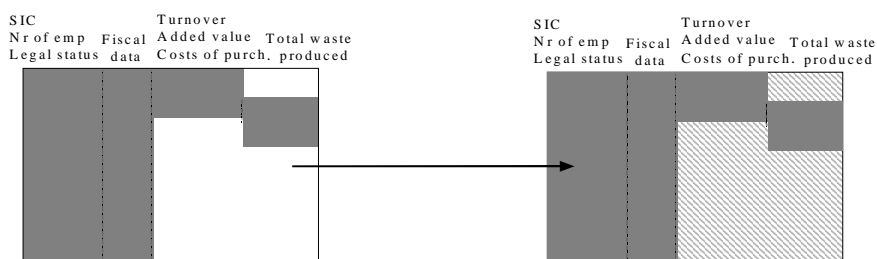 SIC
Nr of emp
Legal status
Fiscal
data
Turnover
Added value
Costs of purch.
Total waste
produced
SIC
Nr of emp
Legal status
Fiscal
data
Turnover
Added value
Costs of purch.
Total waste
produced